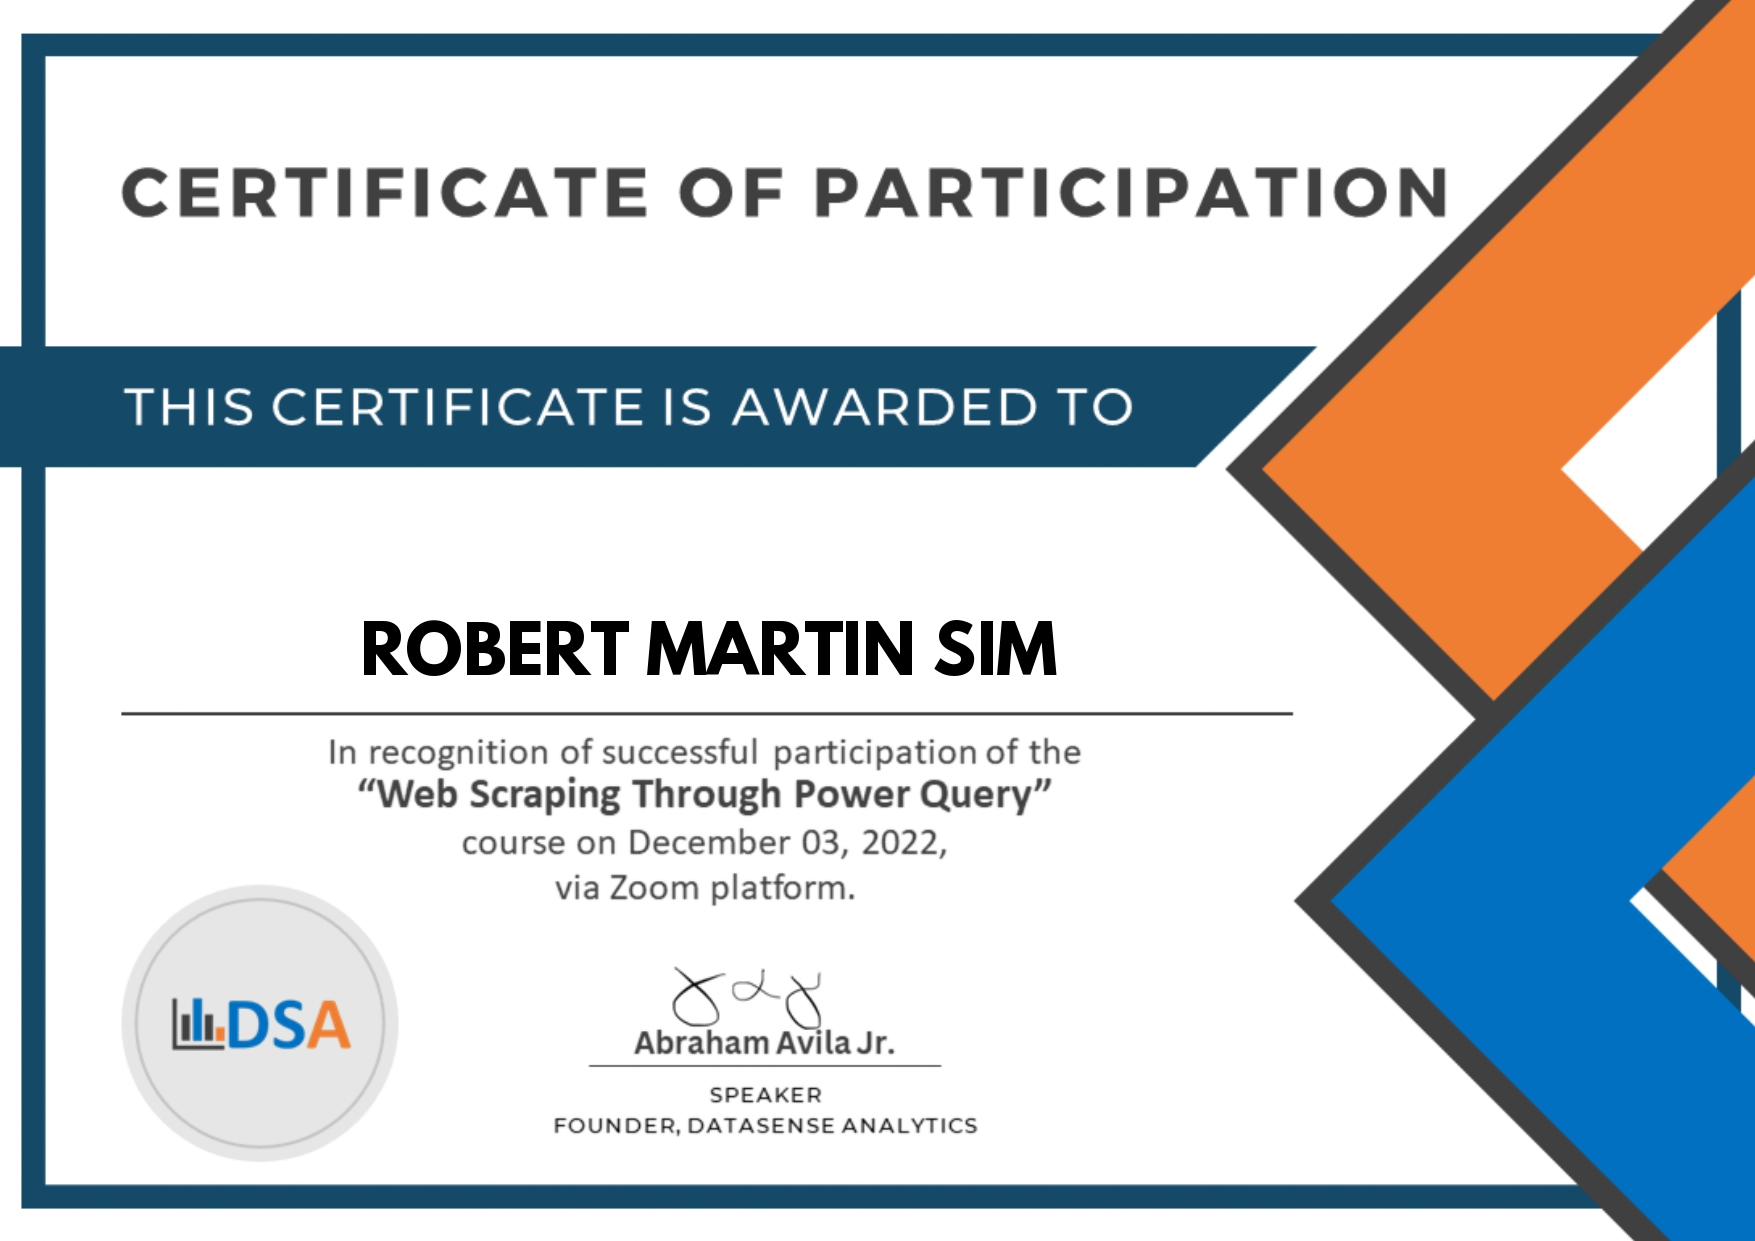 CERTIFICATE OF PARTICIPATION
THIS CERTIFICATE IS AWARDED TO
ROBERT MARTIN SIM
In recognition of successful participation of the
“Web Scraping Through Power Query”
course on December 03, 2022,
via Zoom platform.
DSA
Abraham Avila Jr.
SPEAKER
FOUNDER, DATASENSE ANALYTICS